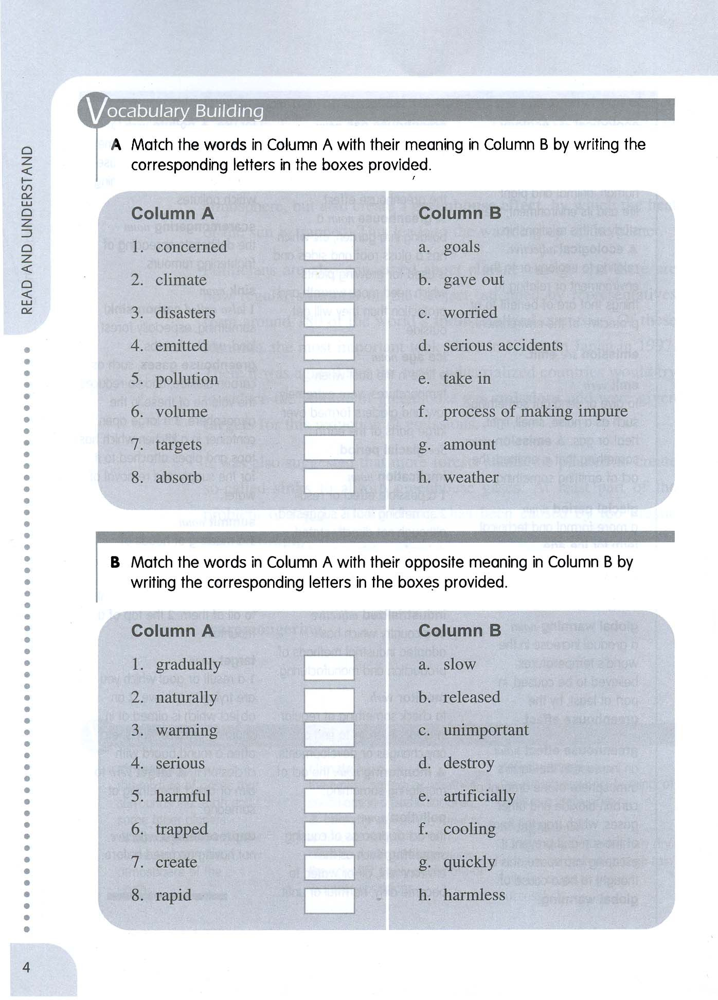 Vocabulary Building
A Match the words in Column A with their meaning in Column B by writing the
corresponding letters in the boxes provided.
Column A Column B
1. concerned a. goals
2. climate b. gave out
3. disasters c. worried
4. emitted d. serious accidents
5. pollution e. take in
6. volume f. process of making impure
7. targets g. amount
8. absorb h. weather
B Match the words in Column A with their opposite meaning in Column B by
writing the corresponding letters in the boxes provided.
Column A Column B
1. gradually a. slow
2. naturally b. released
3. warming c. unimportant
4. serious d. destroy
5. harmful e. artificially
6. trapped f. cooling
7. create g. quickly
8. rapid h. harmless
READ AND UNDERSTAND
4